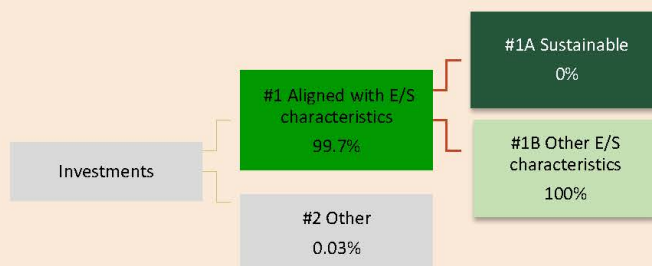 Investments
#1 Aligned with E/S
characteristics
99.7%
#2 Other
0.03%
#1A Sustainable
0%
#1B Other E/S
characteristics
100%